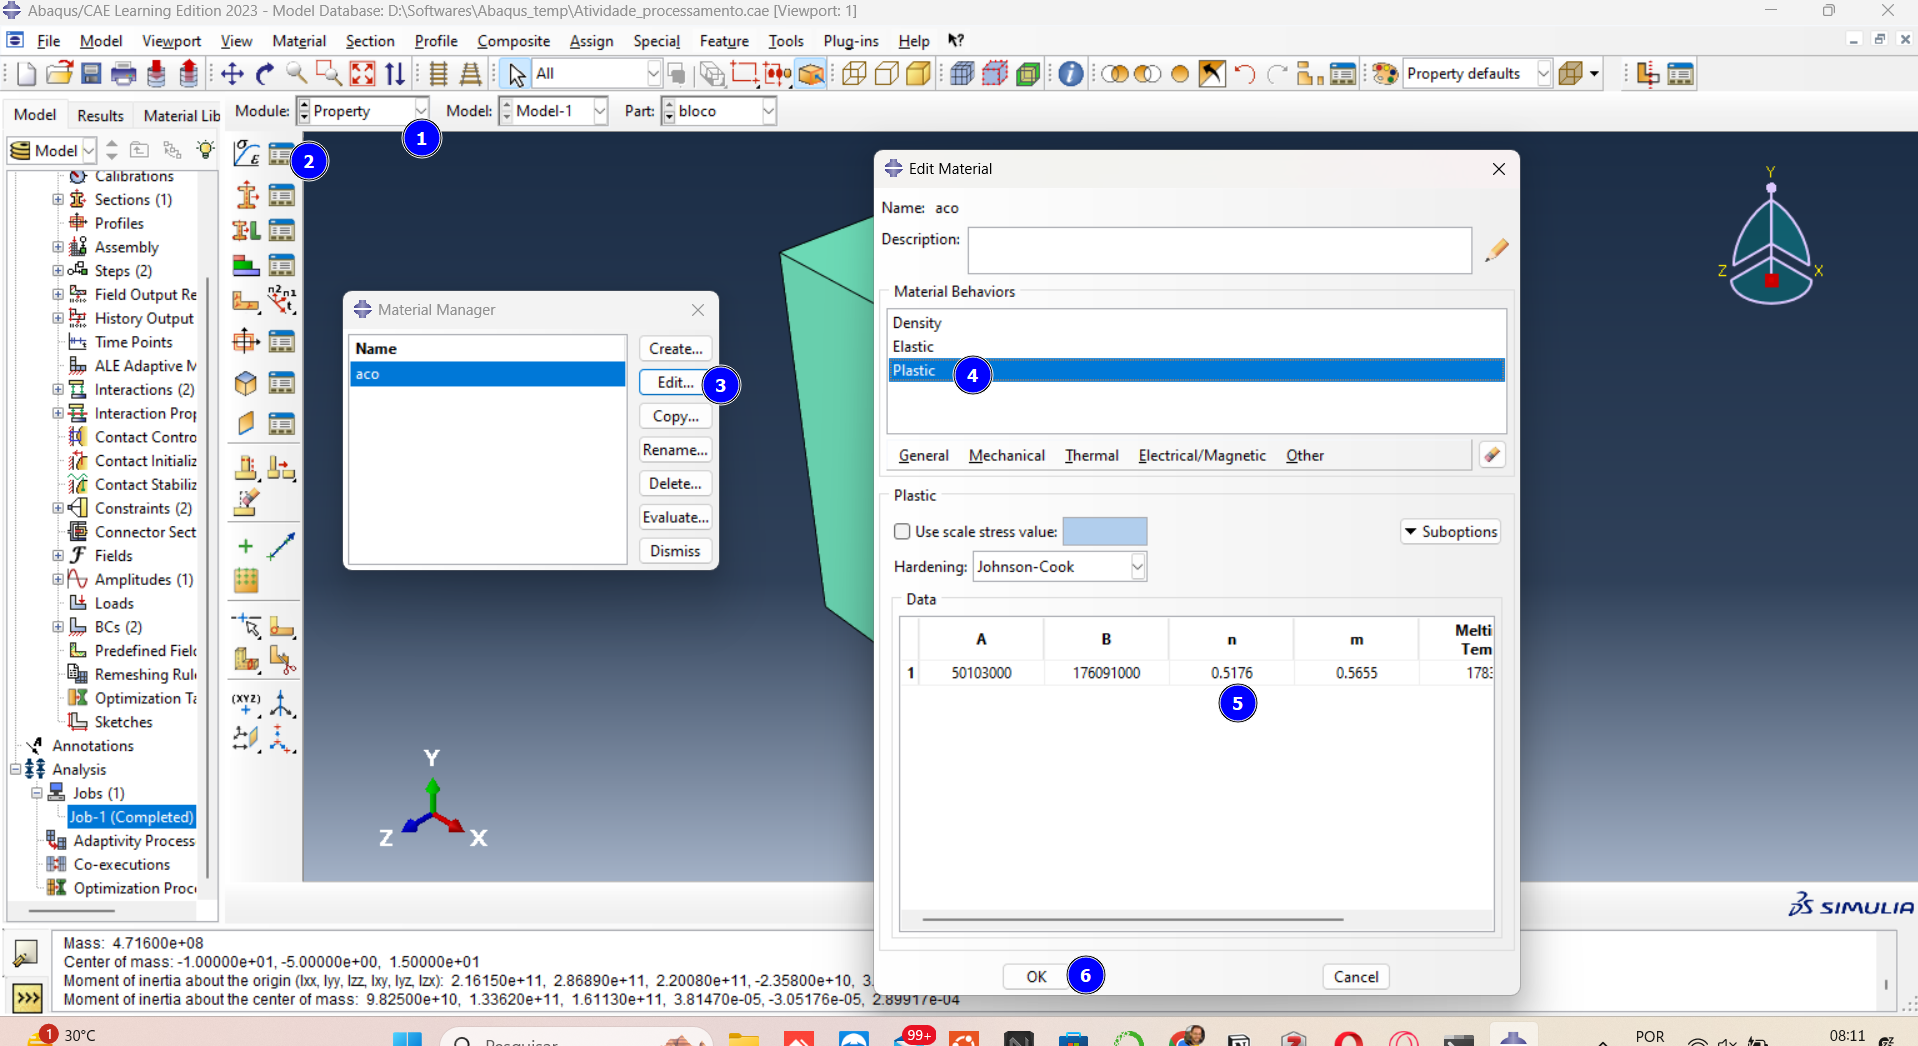 Abaqus/CAE Learning Edition 2023 - Model Database: D:\Softwares\Abaqus_temp\Atividade_processamento.cae [Viewport: 1]
File Model Viewport View Material Section Profile Composite Assign Special Feature Tools Plug-ins Help
All
Property defaults
Model Results Material Lib
Module: Property Model: Model-1 Part: bloco
1
Model
2
Calibrations
Sections (1)
Profiles
Assembly
Steps (2)
Field Output Re
History Output
Time Points
ALE Adaptive M
Interactions (2)
Interaction Prop
Contact Contro
Contact Initializ
Contact Stabiliz
Constraints (2)
Connector Sect
Fields
Amplitudes (1)
Loads
BCs (2)
Predefined Field
Remeshing Rule
Optimization Ta
Sketches
Annotations
Analysis
Jobs (1)
Job-1 (Completed)
Adaptivity Process
Co-executions
Optimization Proc
σ
ε
n2 n1
(XYZ)
Material Manager
Name
aco
Create...
Edit...
3
Copy...
Rename...
Delete...
Evaluate...
Dismiss
Edit Material
Name: aco
Description:
Material Behaviors
Density
Elastic
Plastic
4
General Mechanical Thermal Electrical/Magnetic Other
Plastic
Use scale stress value:
Suboptions
Hardening: Johnson-Cook
Data
A B n m Melti
Tem
1 50103000 176091000 0.5176 0.5655 178
5
OK
6
Cancel
Y
Z X
Y
Z X
SIMULIA
Mass: 4.71600e+08
Center of mass: -1.00000e+01, -5.00000e+00, 1.50000e+01
Moment of inertia about the origin (Ixx, Iyy, Izz, Ixy, Iyz, Izx): 2.16150e+11, 2.86890e+11, 2.20080e+11, -2.35800e+10, 3.
Moment of inertia about the center of mass: 9.82500e+10, 1.33620e+11, 1.61130e+11, 3.81470e-05, -3.05176e-05, 2.89917e-04
>>>
1
30°C
Pesquisar
99+
POR
08:11